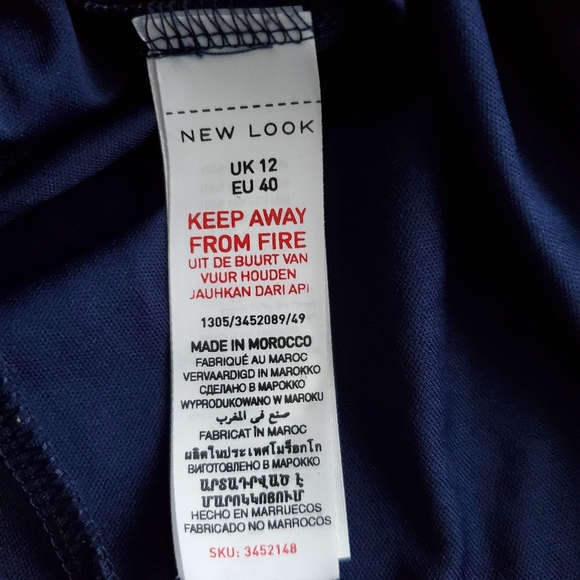 NEW LOOK
UK 12
EU 40
KEEP AWAY
FROM FIRE
UIT DE BUURT VAN
VUUR HOUDEN
JAUHKAN DARI API
1305/3452089/49
MADE IN MOROCCO
FABRIQUÉ AU MAROC
VERVAARDIGD IN MAROKKO
СДЕЛАНО В МАРОККО
WYPRODUKOWANO W MAROKU
صنع في المغرب
FABRICAT ÎN MAROC
ผลิตในประเทศโมร็อกโก
ВИГОТОВЛЕНО В МАРОККО
ԱՐՏԱԴՐՎԱԾ Է
ՄԱՐՈԿԿՈՅՈՒՄ
HECHO EN MARRUECOS
FABRICADO NO MARROCOS
SKU: 3452148